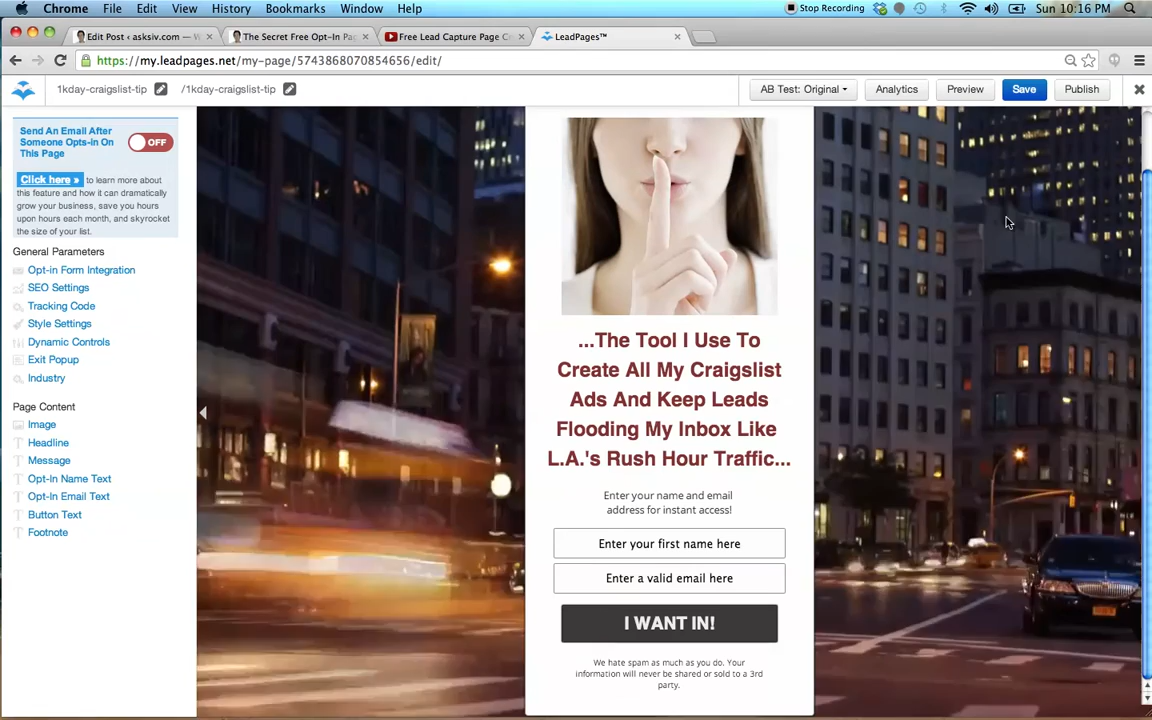 Chrome File Edit View History Bookmarks Window Help Stop Recording Sun 10:16 PM
Edit Post ‹ asksiv.com — W
The Secret Free Opt-In Pag
Free Lead Capture Page Cr
LeadPages™
https://my.leadpages.net/my-page/5743868070854656/edit/
1kday-craigslist-tip /1kday-craigslist-tip AB Test: Original Analytics Preview Save Publish
Send An Email After
Someone Opts-in On
This Page
OFF
Click here » to learn more about
this feature and how it can dramatically
grow your business, save you hours
upon hours each month, and skyrocket
the size of your list.
General Parameters
Opt-in Form Integration
SEO Settings
Tracking Code
Style Settings
Dynamic Controls
Exit Popup
Industry
Page Content
Image
Headline
Message
Opt-In Name Text
Opt-In Email Text
Button Text
Footnote
...The Tool I Use To
Create All My Craigslist
Ads And Keep Leads
Flooding My Inbox Like
L.A.'s Rush Hour Traffic...
Enter your name and email
address for instant access!
Enter your first name here
Enter a valid email here
I WANT IN!
We hate spam as much as you do. Your
information will never be shared or sold to a 3rd
party.